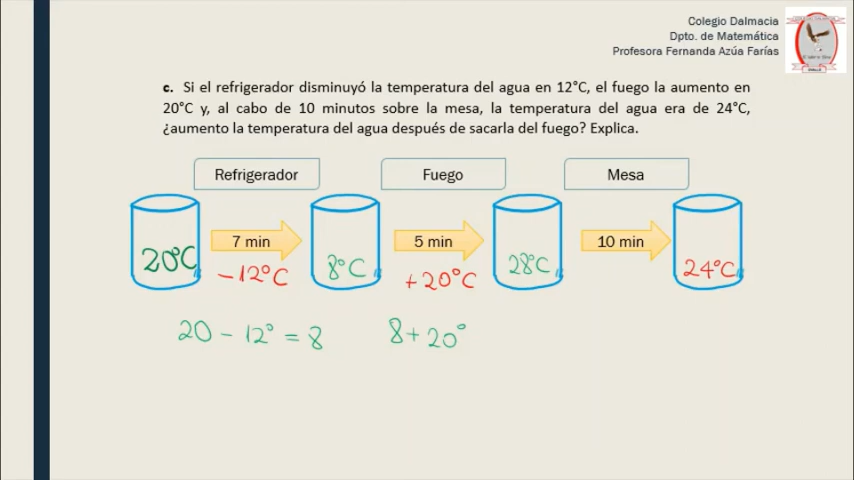 Colegio Dalmacia
Dpto. de Matemática
Profesora Fernanda Azúa Farías
c. Si el refrigerador disminuyó la temperatura del agua en 12°C, el fuego la aumento en
20°C y, al cabo de 10 minutos sobre la mesa, la temperatura del agua era de 24°C,
¿aumento la temperatura del agua después de sacarla del fuego? Explica.
Refrigerador
Fuego
Mesa
20°C
7 min
-12°C
8°C
5 min
+20°C
28°C
10 min
24°C
20 - 12° = 8
8 + 20°